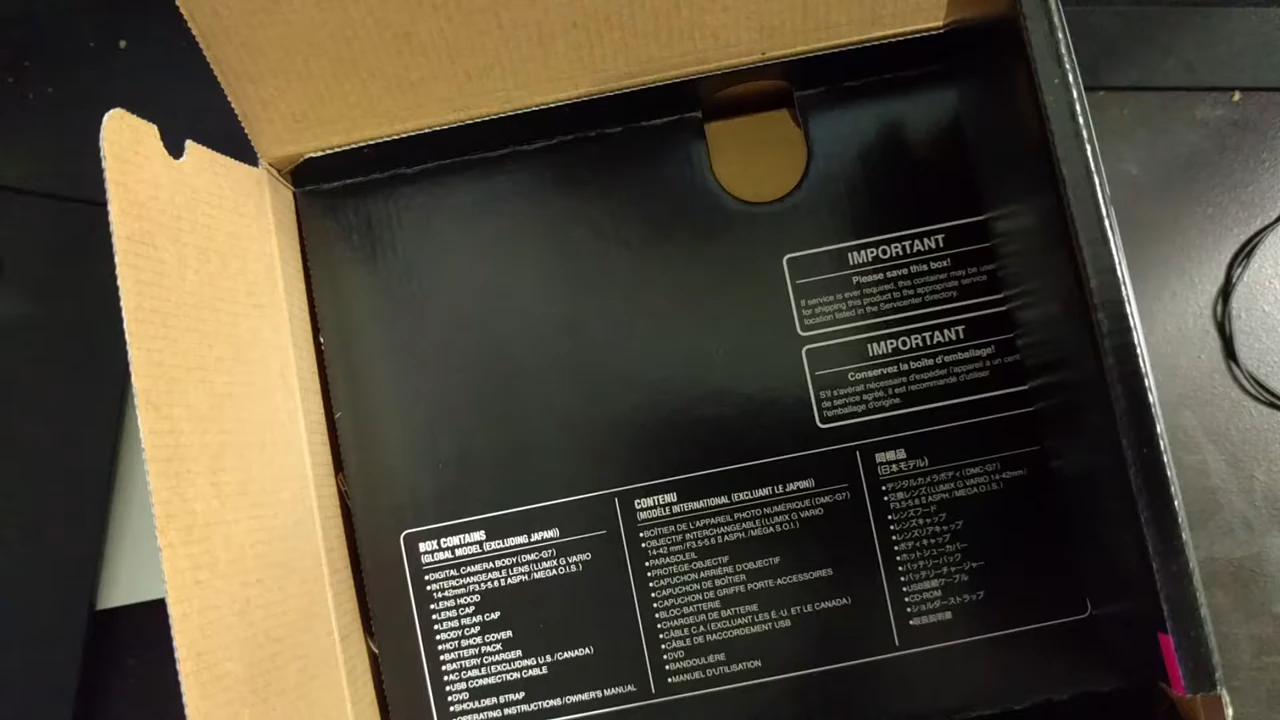 IMPORTANT
Please save this box!
If service is ever required, this container may be used
for shipping this product to the appropriate service
location listed in the Servicenter directory.
IMPORTANT
Conservez la boîte d'emballage!
S'il s'avérait nécessaire d'expédier l'appareil à un cent
de service agréé, il est recommandé d'utiliser
l'emballage d'origine.
BOX CONTAINS
(GLOBAL MODEL (EXCLUDING JAPAN))
●DIGITAL CAMERA BODY (DMC-G7)
●INTERCHANGEABLE LENS (LUMIX G VARIO
14-42mm/F3.5-5.6 Ⅱ ASPH./MEGA O.I.S.)
●LENS HOOD
●LENS CAP
●LENS REAR CAP
●BODY CAP
●HOT SHOE COVER
●BATTERY PACK
●BATTERY CHARGER
●AC CABLE (EXCLUDING U.S./CANADA)
●USB CONNECTION CABLE
●DVD
●SHOULDER STRAP
●OPERATING INSTRUCTIONS/OWNER'S MANUAL
CONTENU
(MODÈLE INTERNATIONAL (EXCLUANT LE JAPON))
●BOÎTIER DE L'APPAREIL PHOTO NUMÉRIQUE (DMC-G7)
●OBJECTIF INTERCHANGEABLE (LUMIX G VARIO
14-42 mm/F3.5-5.6 Ⅱ ASPH./MÉGA S.O.I.)
●PARASOLEIL
●PROTÈGE-OBJECTIF
●CAPUCHON ARRIÈRE D'OBJECTIF
●CAPUCHON DE BOÎTIER
●CAPUCHON DE GRIFFE PORTE-ACCESSOIRES
●BLOC-BATTERIE
●CHARGEUR DE BATTERIE
●CÂBLE C.A. (EXCLUANT LES É.-U. ET LE CANADA)
●CÂBLE DE RACCORDEMENT USB
●DVD
●BANDOULIÈRE
●MANUEL D'UTILISATION
同梱品
(日本モデル)
●デジタルカメラボディ (DMC-G7)
●交換レンズ (LUMIX G VARIO 14-42mm/
F3.5-5.6 Ⅱ ASPH./MEGA O.I.S.)
●レンズフード
●レンズキャップ
●レンズリアキャップ
●ボディキャップ
●ホットシューカバー
●バッテリーパック
●バッテリーチャージャー
●USB接続ケーブル
●CD-ROM
●ショルダーストラップ
●取扱説明書